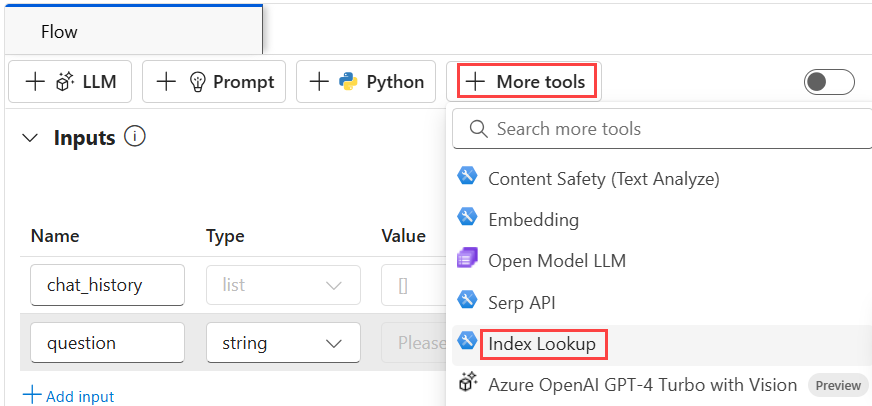 Flow
LLM Prompt Python More tools
Search more tools
Inputs
Content Safety (Text Analyze)
Embedding
Name Type Value
Open Model LLM
chat_history list []
Serp API
question string Please
Index Lookup
Add input
Azure OpenAI GPT-4 Turbo with Vision Preview